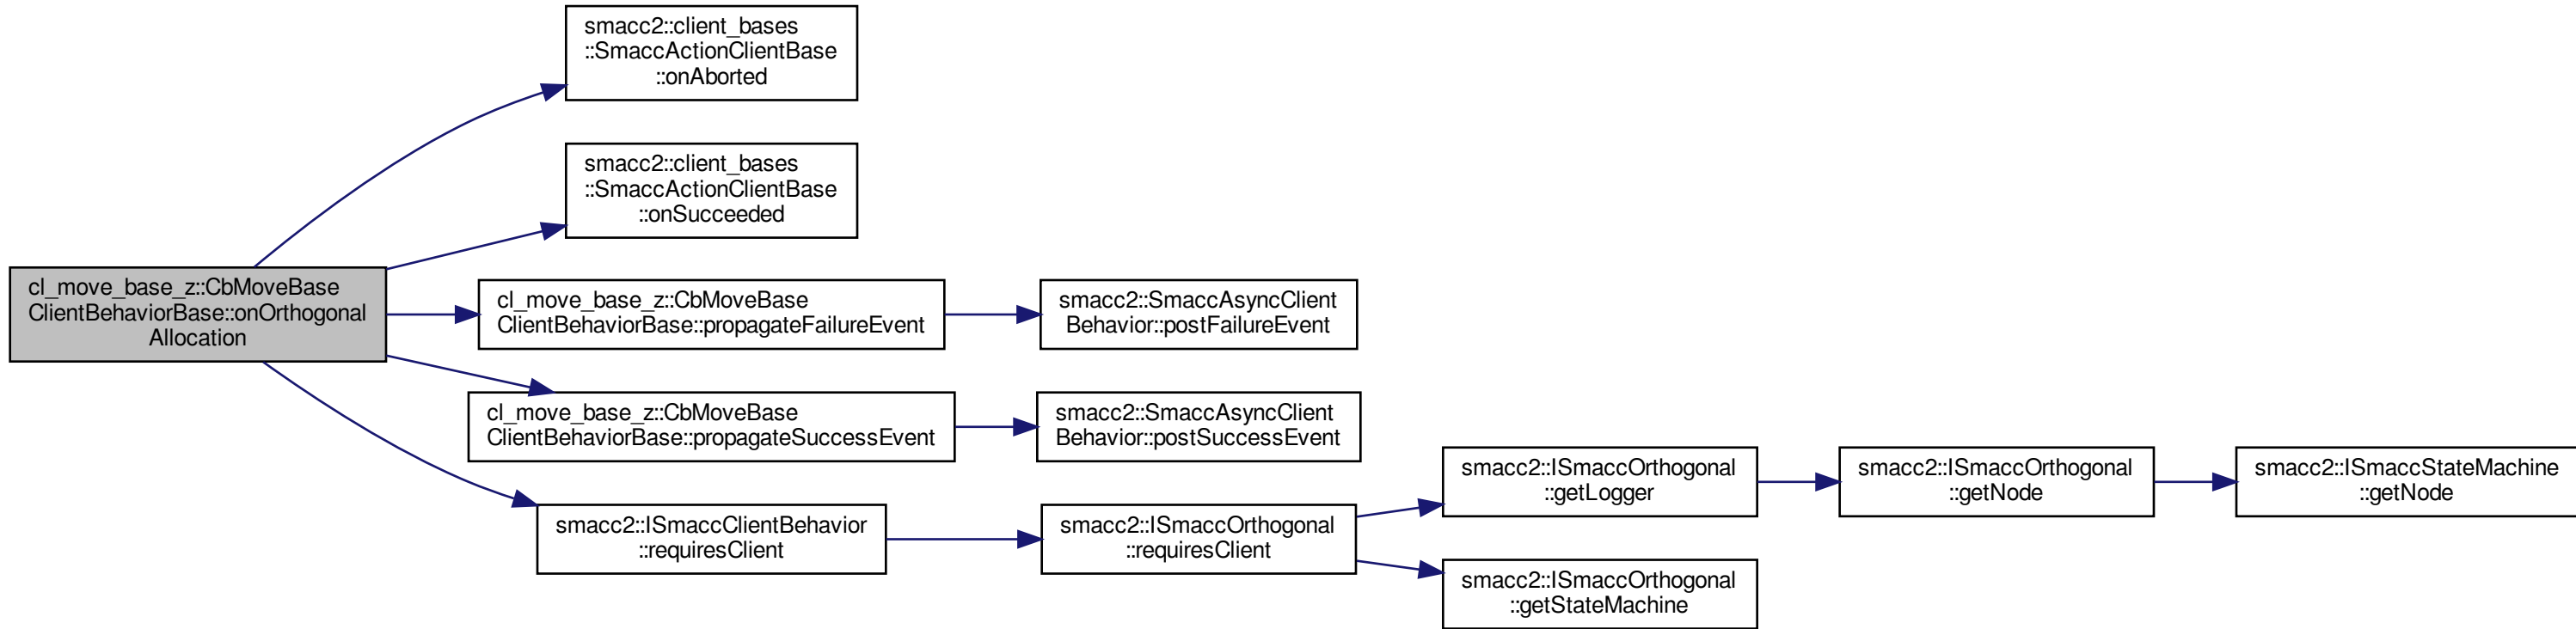 smacc2::client_bases
::SmaccActionClientBase
::onAborted
smacc2::client_bases
::SmaccActionClientBase
::onSucceeded
cl_move_base_z::CbMoveBase
ClientBehaviorBase::onOrthogonal
Allocation
cl_move_base_z::CbMoveBase
ClientBehaviorBase::propagateFailureEvent
smacc2::SmaccAsyncClient
Behavior::postFailureEvent
cl_move_base_z::CbMoveBase
ClientBehaviorBase::propagateSuccessEvent
smacc2::SmaccAsyncClient
Behavior::postSuccessEvent
smacc2::ISmaccClientBehavior
::requiresClient
smacc2::ISmaccOrthogonal
::requiresClient
smacc2::ISmaccOrthogonal
::getLogger
smacc2::ISmaccOrthogonal
::getNode
smacc2::ISmaccStateMachine
::getNode
smacc2::ISmaccOrthogonal
::getStateMachine